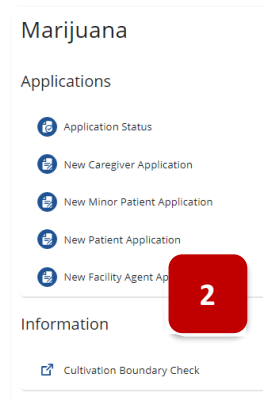 Marijuana
Applications
Application Status
New Caregiver Application
New Minor Patient Application
New Patient Application
New Facility Agent
2
Information
Cultivation Boundary Check